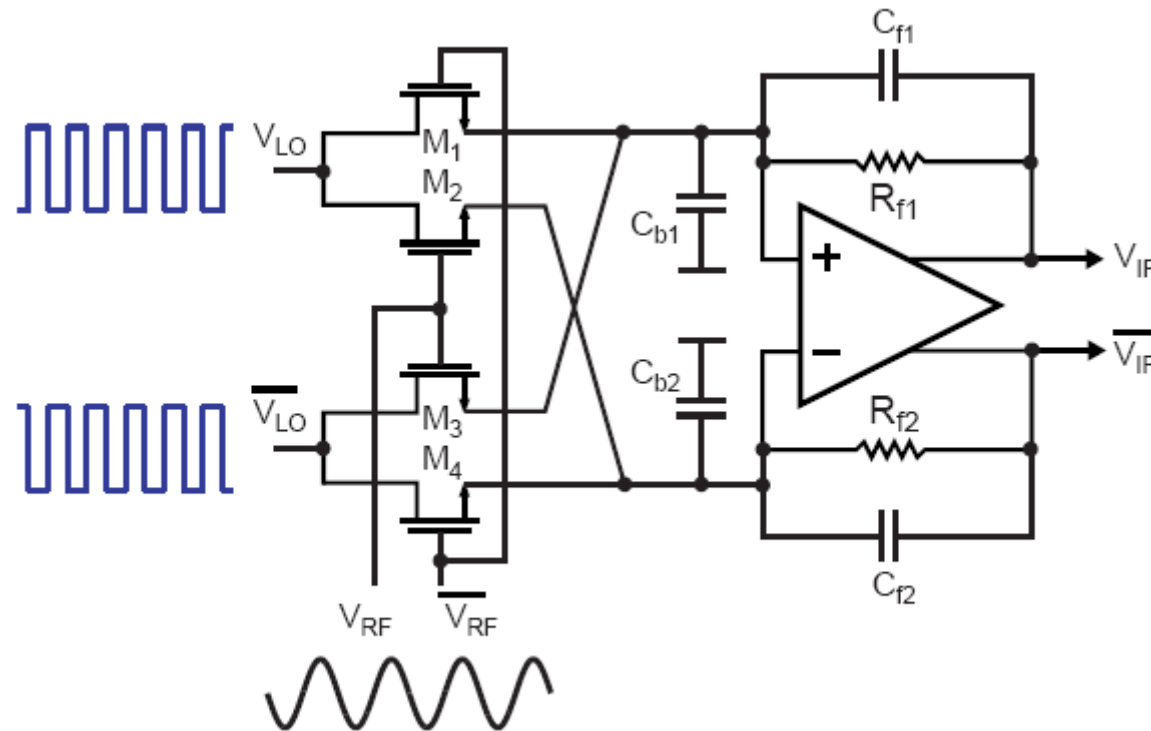 C_f1
V_LO
M_1
M_2
R_f1
C_b1
+
V_IF
C_b2
−
V̅_IF
V̅_LO
M_3
M_4
R_f2
C_f2
V_RF
V̅_RF